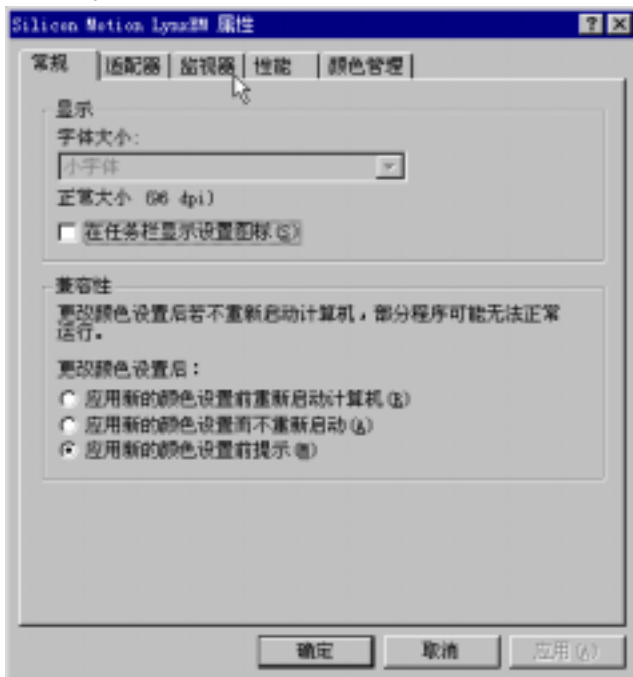 Silicon Motion LynxEM 属性
常规 适配器 监视器 性能 颜色管理
显示
字体大小:
小字体
正常大小 (96 dpi)
在任务栏显示设置图标(S)
兼容性
更改颜色设置后若不重新启动计算机，部分程序可能无法正常
运行。
更改颜色设置后：
应用新的颜色设置前重新启动计算机(R)
应用新的颜色设置而不重新启动(A)
应用新的颜色设置前提示(M)
确定 取消 应用(A)